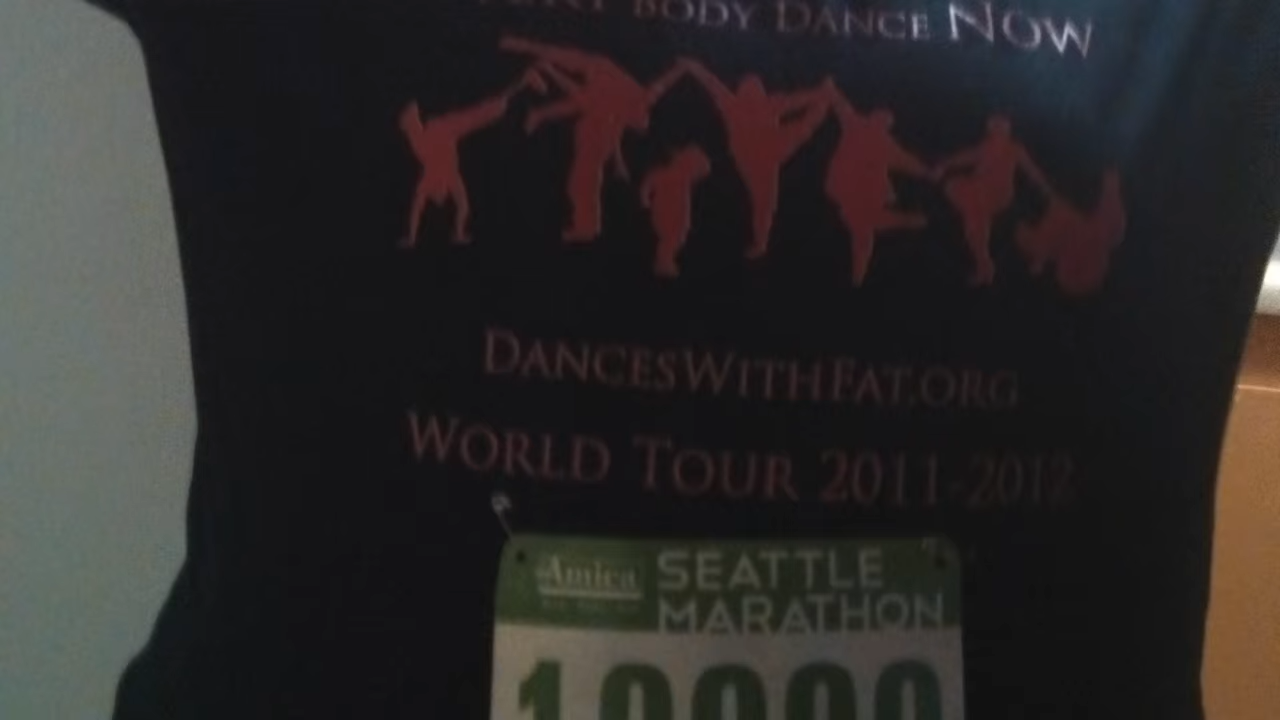 BODY DANCE NOW
DANCESWITHFAT.ORG
WORLD TOUR 2011-2012
Amica
SEATTLE
MARATHON